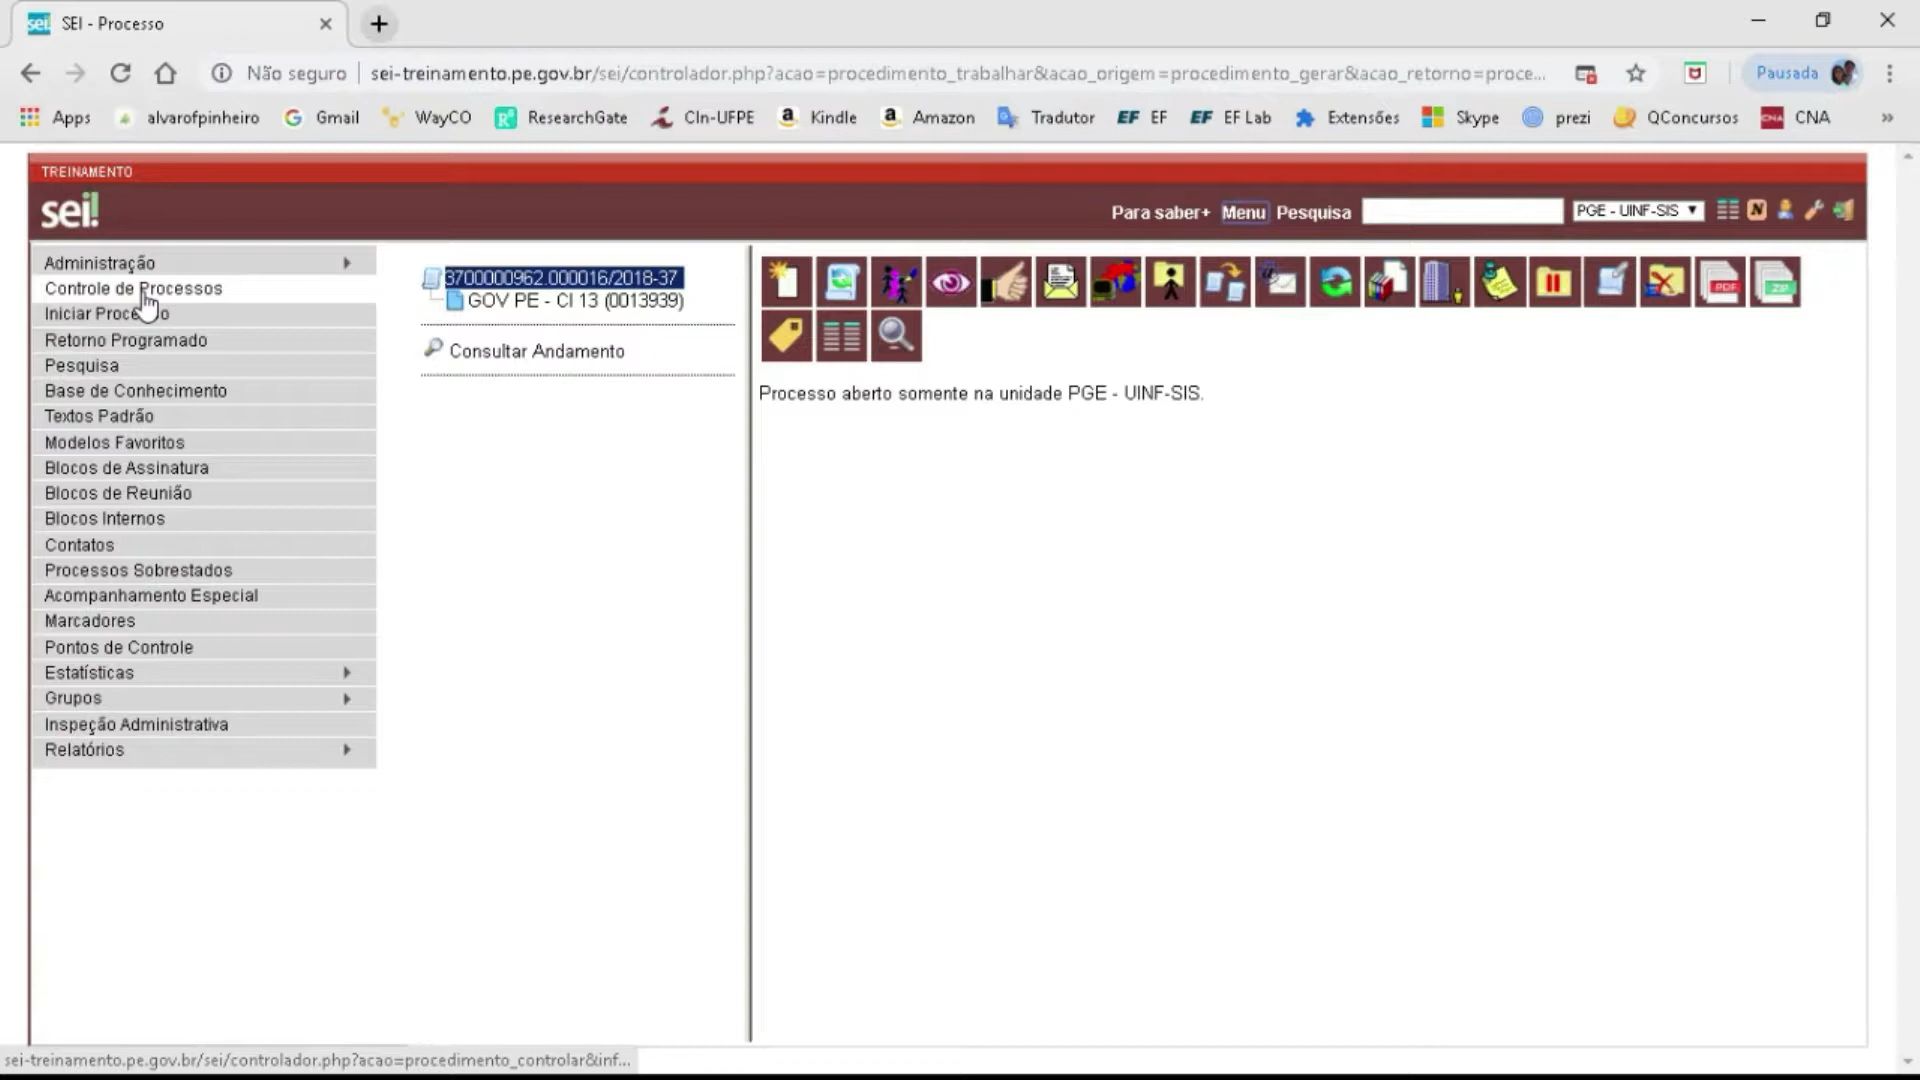 SEI - Processo
Não seguro
sei-treinamento.pe.gov.br/sei/controlador.php?acao=procedimento_trabalhar&acao_origem=procedimento_gerar&acao_retorno=proce...
Pausada
Apps
alvarofpinheiro
Gmail
WayCO
ResearchGate
CIn-UFPE
Kindle
Amazon
Tradutor
EF EF
EF EF Lab
Extensões
Skype
prezi
QConcursos
CNA
»
TREINAMENTO
sei!
Para saber+ Menu Pesquisa
PGE - UINF-SIS
Administração
Controle de Processos
Iniciar Processo
Retorno Programado
Pesquisa
Base de Conhecimento
Textos Padrão
Modelos Favoritos
Blocos de Assinatura
Blocos de Reunião
Blocos Internos
Contatos
Processos Sobrestados
Acompanhamento Especial
Marcadores
Pontos de Controle
Estatísticas
Grupos
Inspeção Administrativa
Relatórios
3700000962.000016/2018-37
GOV PE - CI 13 (0013939)
Consultar Andamento
PDF
ZIP
Processo aberto somente na unidade PGE - UINF-SIS.
sei-treinamento.pe.gov.br/sei/controlador.php?acao=procedimento_controlar&inf...